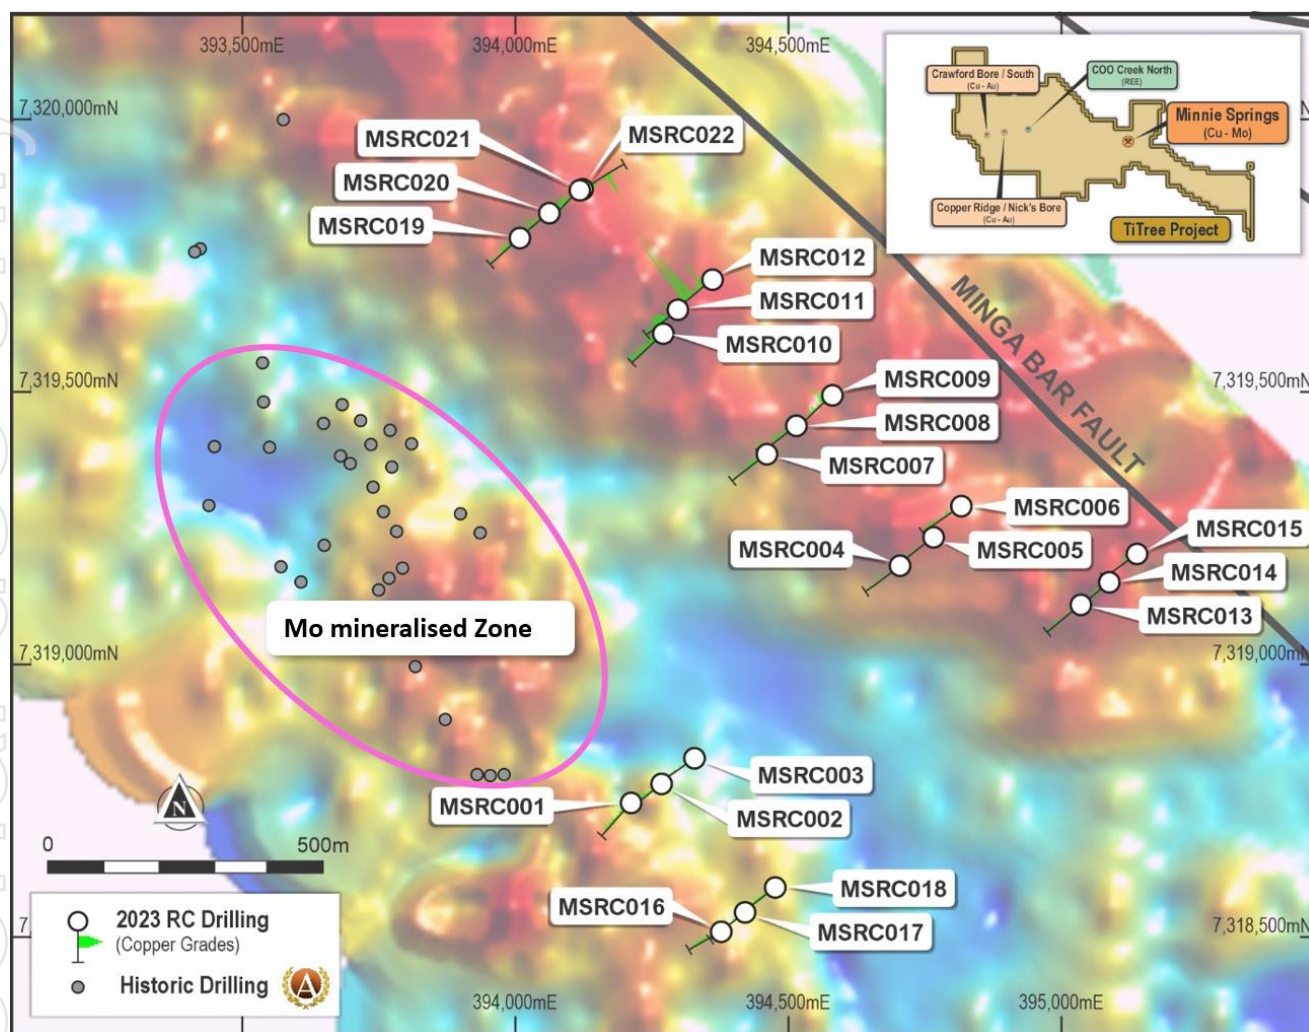 393,500mE
394,000mE
394,500mE
7,320,000mN
Crawford Bore / South
(Cu - Au)
COO Creek North
(REE)
Minnie Springs
(Cu - Mo)
Copper Ridge / Nick's Bore
(Cu - Au)
TiTree Project
MSRC021
MSRC022
MSRC020
MSRC019
MSRC012
MSRC011
MSRC010
MINGA BAR FAULT
7,319,500mN
7,319,500mN
MSRC009
MSRC008
MSRC007
MSRC006
MSRC015
MSRC004
MSRC005
MSRC014
MSRC013
Mo mineralised Zone
7,319,000mN
7,319,000mN
MSRC003
MSRC001
MSRC002
N
0
500m
MSRC018
MSRC016
MSRC017
7,
7,318,500mN
2023 RC Drilling
(Copper Grades)
Historic Drilling
A
394,000mE
394,500mE
395,000mE